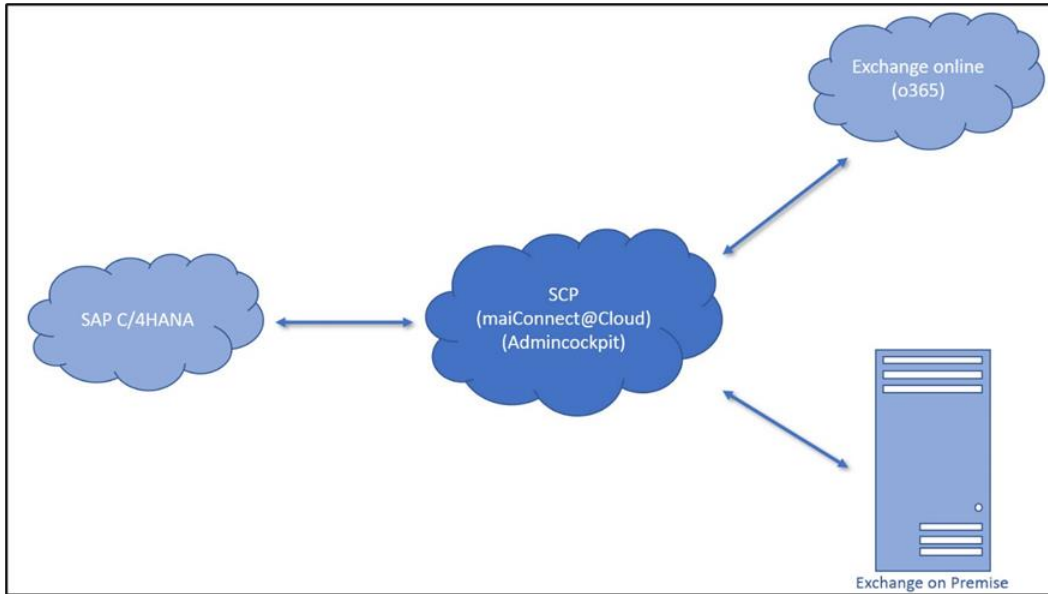 Exchange online
(o365)
SAP C/4HANA
SCP
(maiConnect@Cloud)
(Admincockpit)
Exchange on Premise